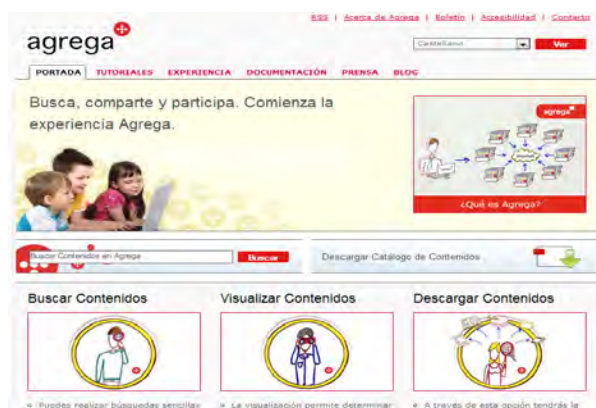 RSS | Acerca de Agrega | Boletín | Accesibilidad | Contacto
agrega
Castellano Ver
PORTADA TUTORIALES EXPERIENCIA DOCUMENTACIÓN PRENSA BLOG
Busca, comparte y participa. Comienza la
experiencia Agrega.
agrega
¿Qué es Agrega?
Buscar Contenidos en Agrega Buscar Descargar Catálogo de Contenidos
Buscar Contenidos Visualizar Contenidos Descargar Contenidos
» Puedes realizar búsquedas sencillas » La visualización permite determinar » A través de esta opción tendrás la